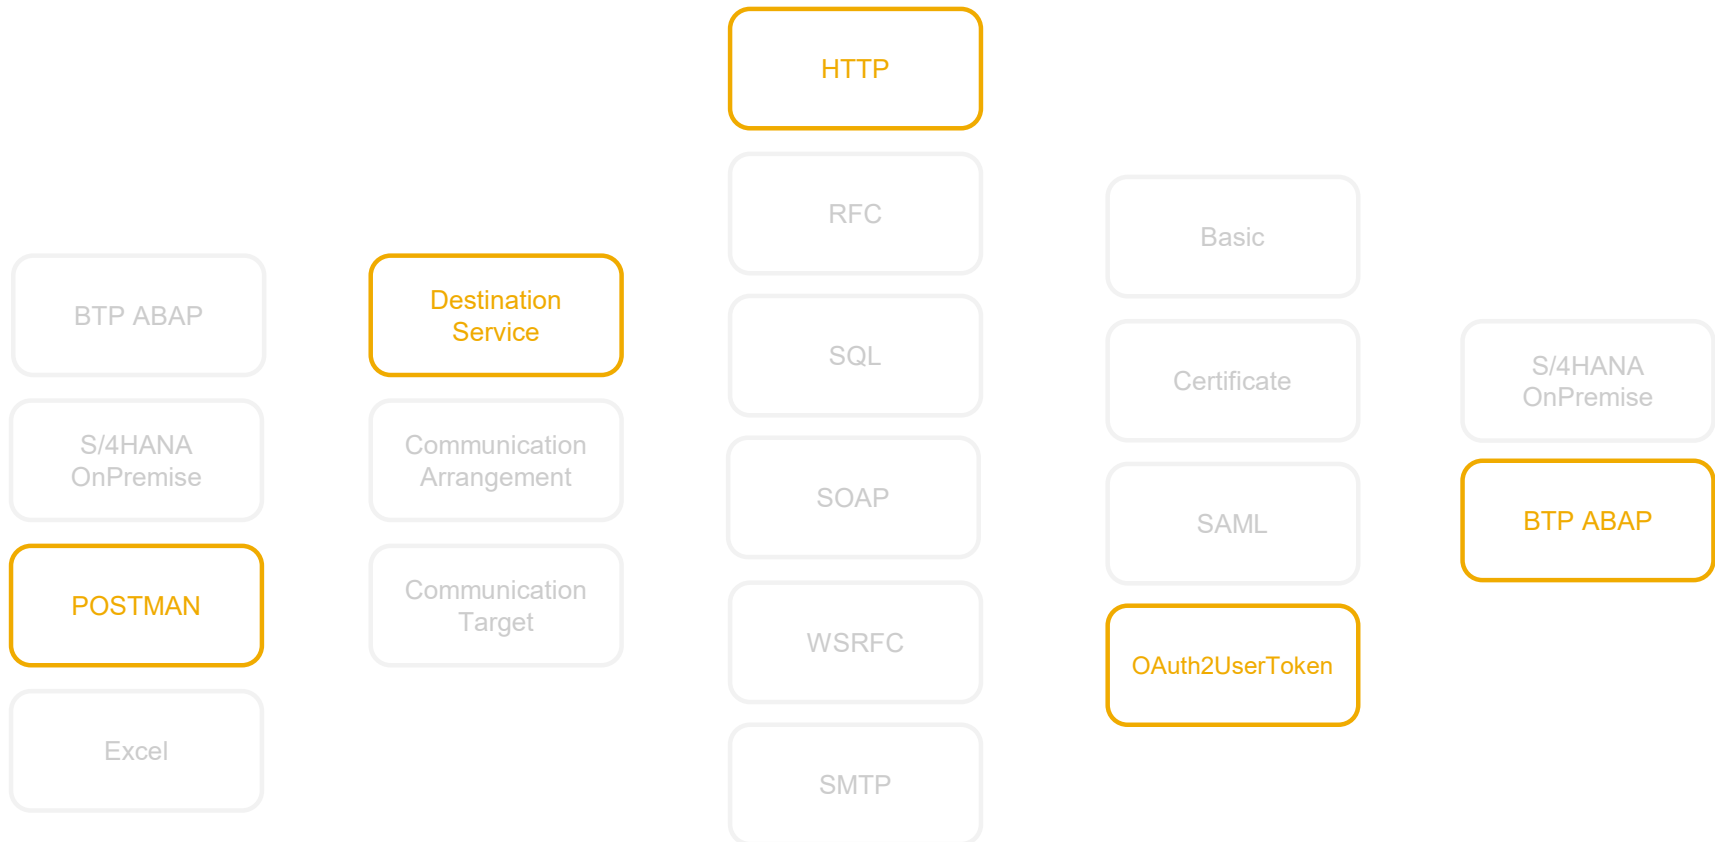 BTP ABAP
S/4HANA
OnPremise
POSTMAN
Excel
Destination
Service
Communication
Arrangement
Communication
Target
HTTP
RFC
SQL
SOAP
WSRFC
SMTP
Basic
Certificate
SAML
OAuth2UserToken
S/4HANA
OnPremise
BTP ABAP